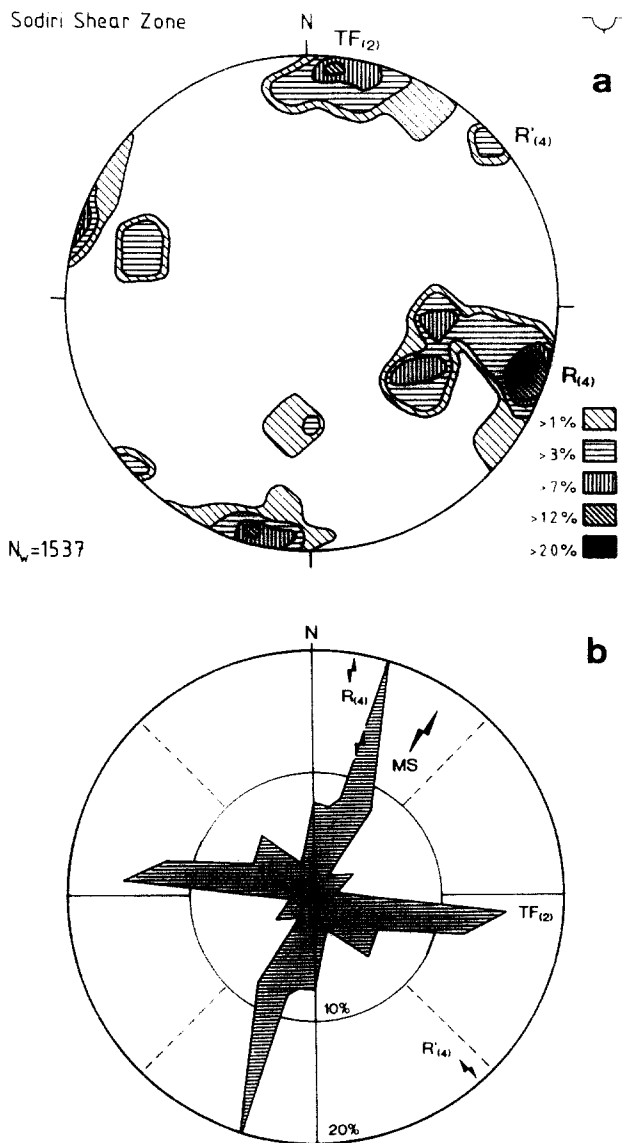 Sodiri Shear Zone
N
TF(2)
a
R'(4)
R(4)
>1%
>3%
>7%
>12%
>20%
Nw=1537
b
N
R(4)
MS
TF(2)
10%
R'(4)
20%